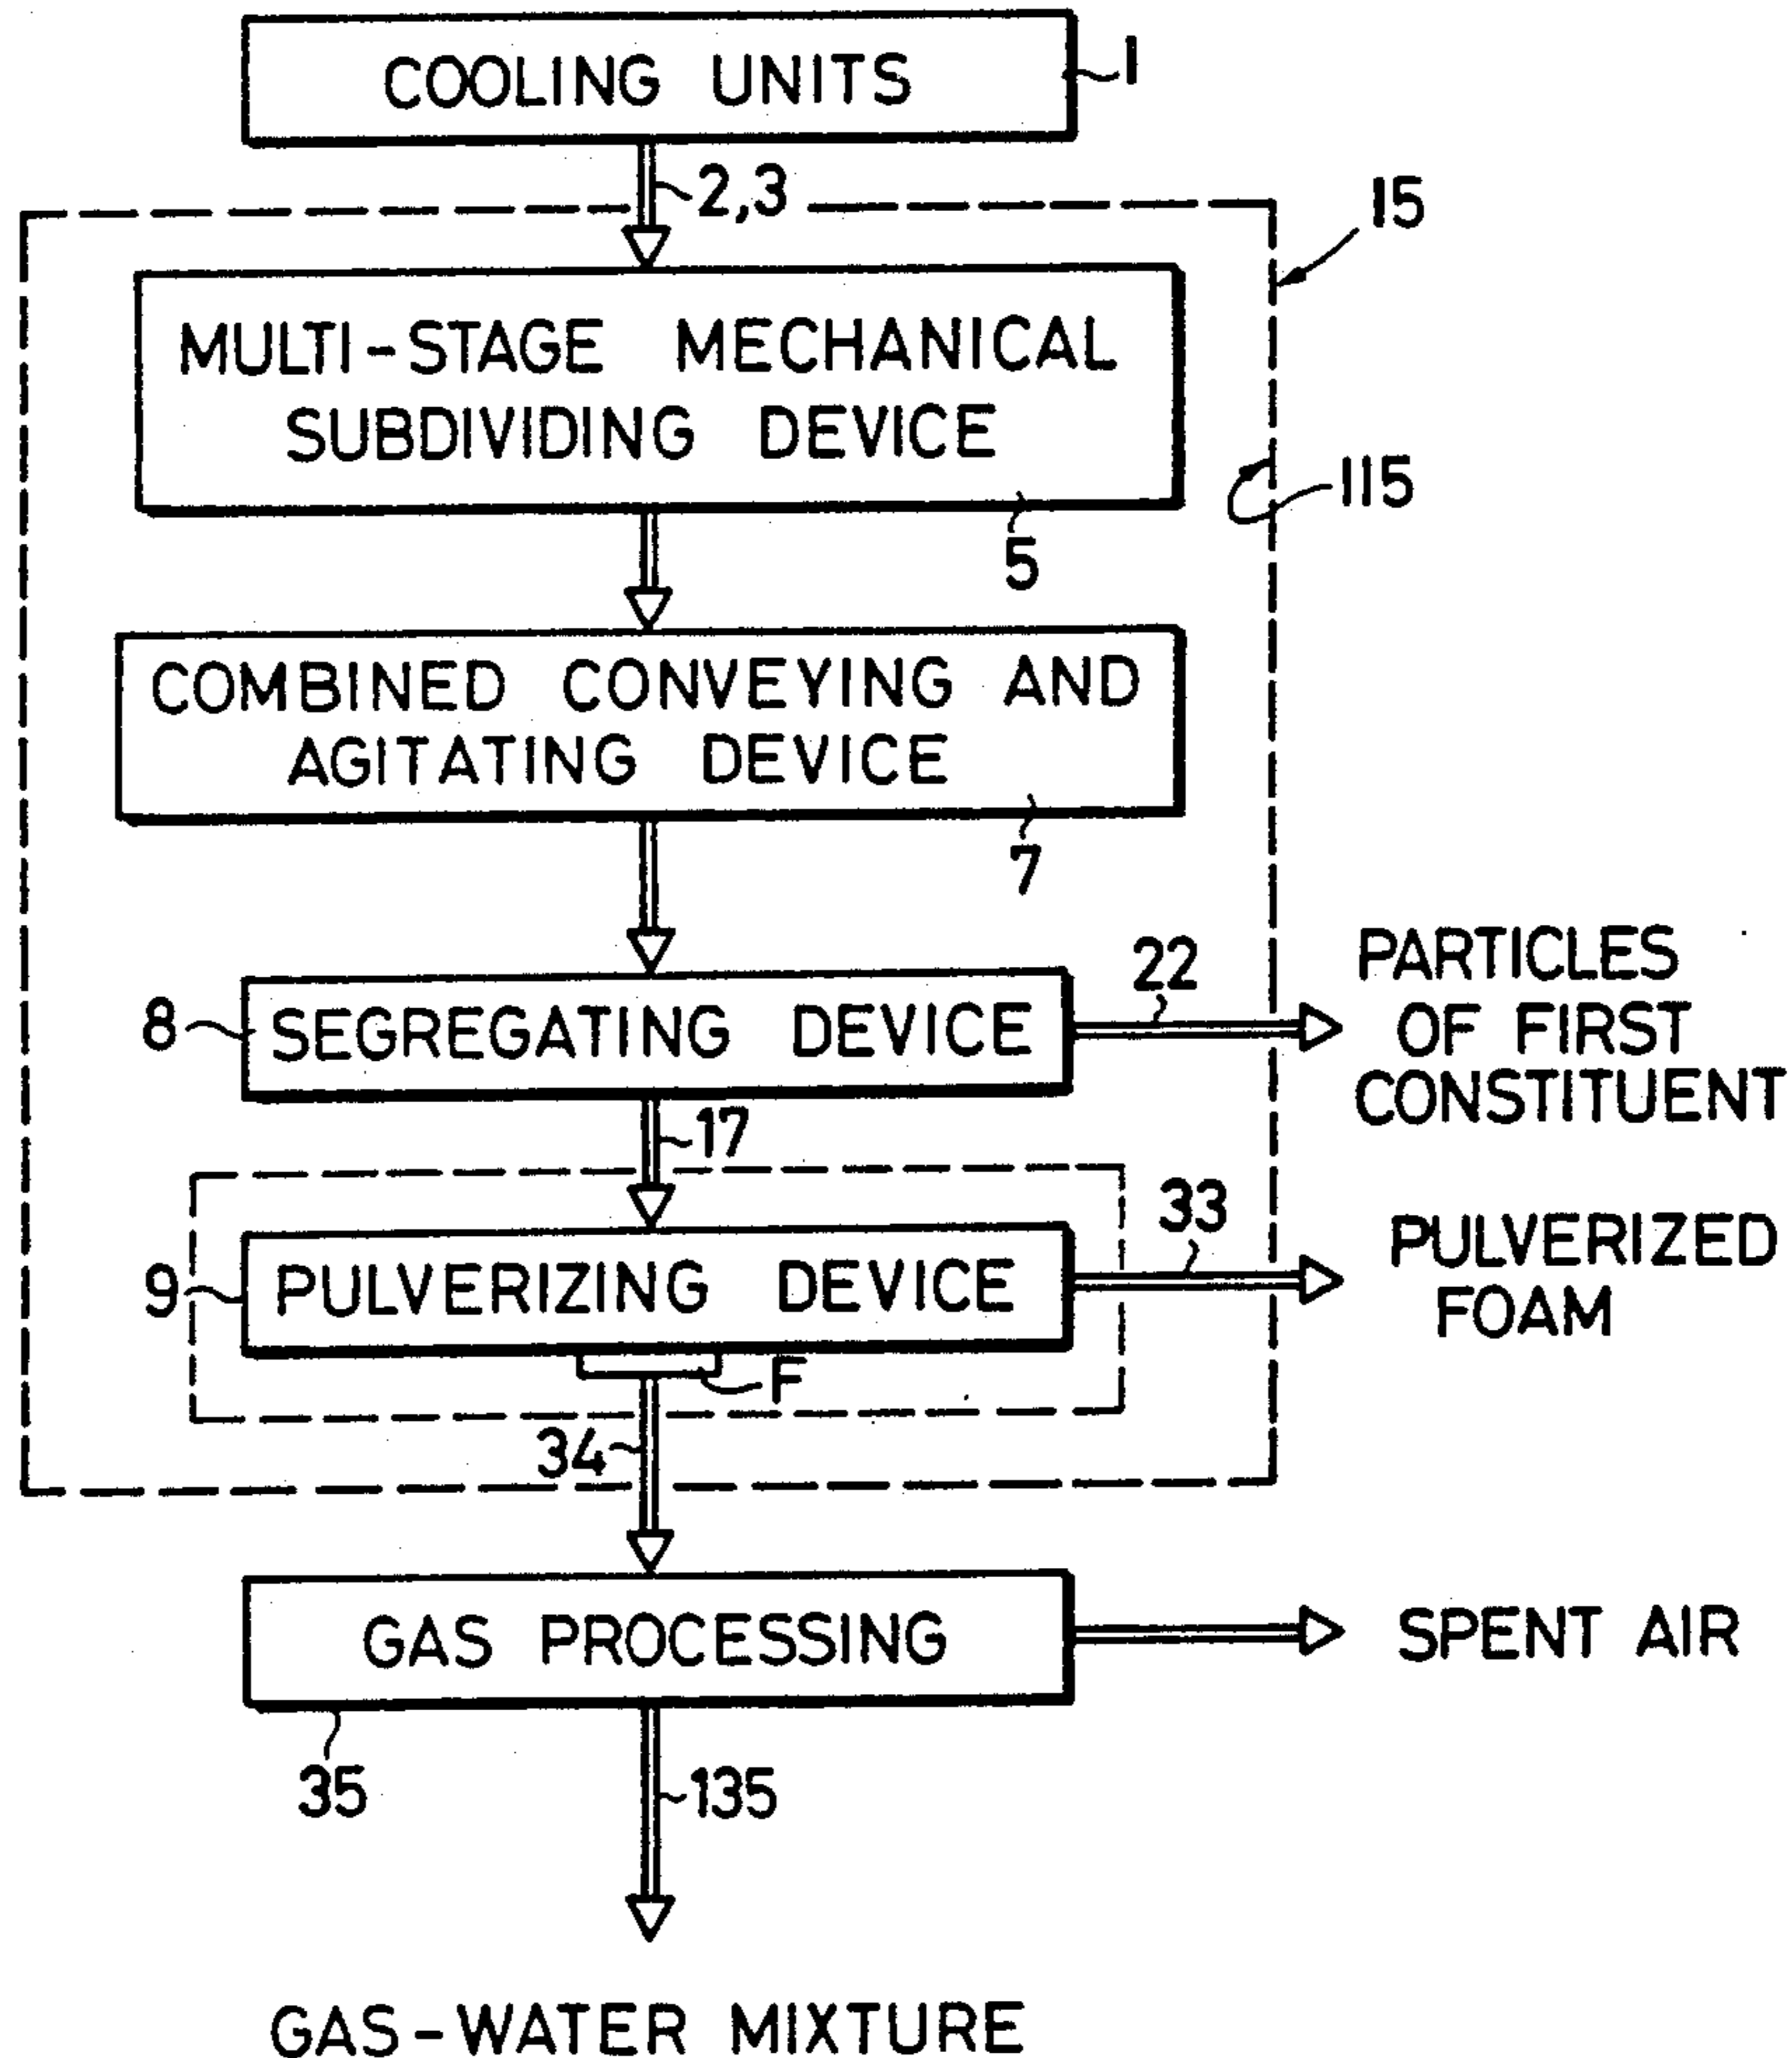 COOLING UNITS
1
2,3
15
MULTI-STAGE MECHANICAL
SUBDIVIDING DEVICE
115
5
COMBINED CONVEYING AND
AGITATING DEVICE
7
8
SEGREGATING DEVICE
22
PARTICLES
OF FIRST
CONSTITUENT
17
9
PULVERIZING DEVICE
33
PULVERIZED
FOAM
F
34
GAS PROCESSING
SPENT AIR
35
135
GAS-WATER MIXTURE